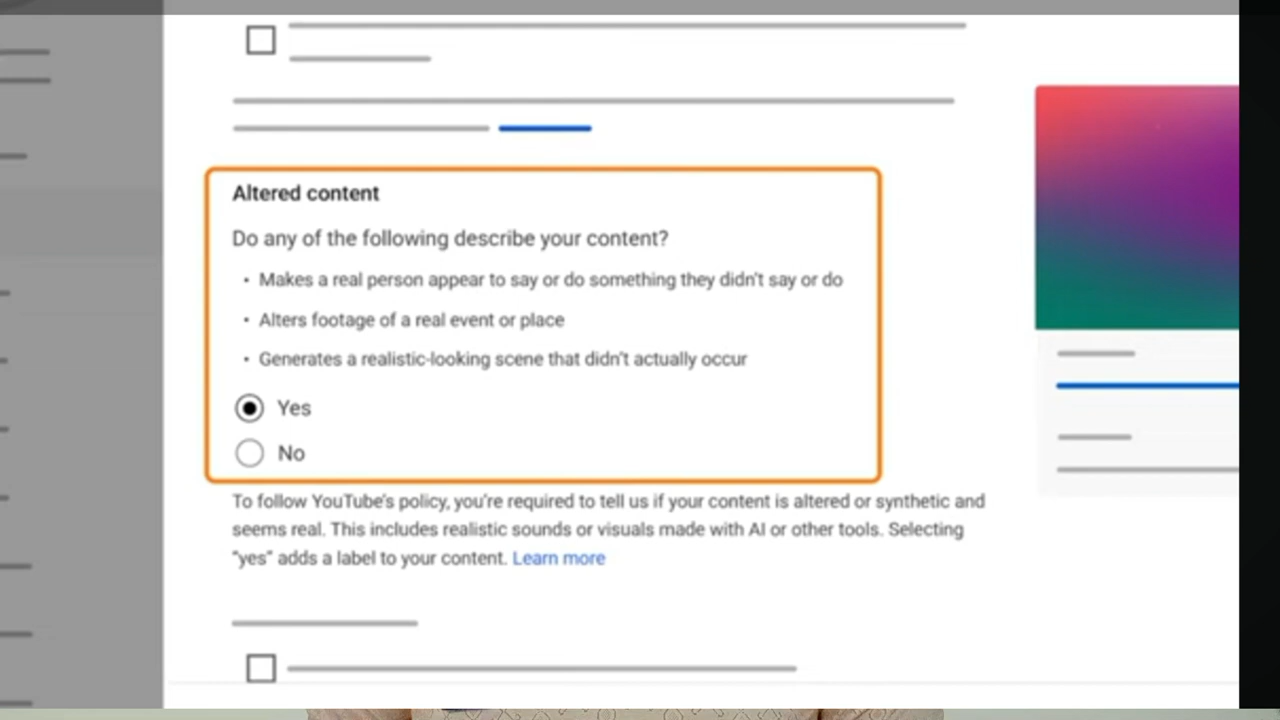 Altered content
Do any of the following describe your content?
• Makes a real person appear to say or do something they didn't say or do
• Alters footage of a real event or place
• Generates a realistic-looking scene that didn't actually occur
Yes
No
To follow YouTube's policy, you're required to tell us if your content is altered or synthetic and
seems real. This includes realistic sounds or visuals made with AI or other tools. Selecting
"yes" adds a label to your content. Learn more